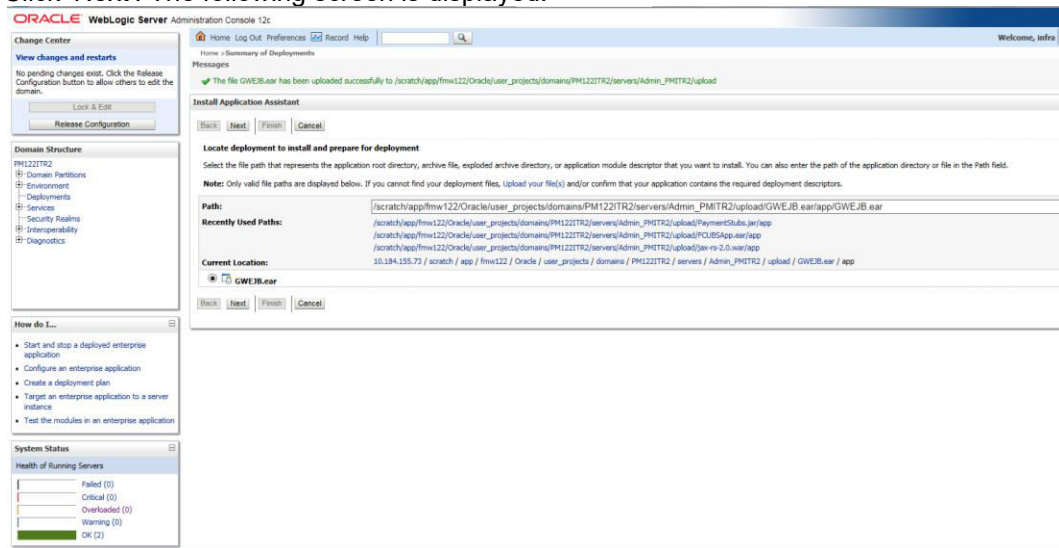 Click 'Next'. The following screen is displayed.
ORACLE WebLogic Server Administration Console 12c
Change Center
View changes and restarts
No pending changes exist. Click the Release
Configuration button to allow others to edit the
domain.
Lock & Edit
Release Configuration
Domain Structure
PM122ITR2
Domain Partitions
Environment
Deployments
Services
Security Realms
Interoperability
Diagnostics
How do I...
Start and stop a deployed enterprise
application
Configure an enterprise application
Create a deployment plan
Target an enterprise application to a server
instance
Test the modules in an enterprise application
System Status
Health of Running Servers
Failed (0)
Critical (0)
Overloaded (0)
Warning (0)
OK (2)
Home Log Out Preferences Record Help
Welcome, infra
Home >Summary of Deployments
Messages
The file GWEJB.ear has been uploaded successfully to /scratch/app/fmw122/Oracle/user_projects/domains/PM122ITR2/servers/Admin_PMITR2/upload
Install Application Assistant
Back Next Finish Cancel
Locate deployment to install and prepare for deployment
Select the file path that represents the application root directory, archive file, exploded archive directory, or application module descriptor that you want to install. You can also enter the path of the application directory or file in the Path field.
Note: Only valid file paths are displayed below. If you cannot find your deployment files, Upload your file(s) and/or confirm that your application contains the required deployment descriptors.
Path: /scratch/app/fmw122/Oracle/user_projects/domains/PM122ITR2/servers/Admin_PMITR2/upload/GWEJB.ear/app/GWEJB.ear
Recently Used Paths: /scratch/app/fmw122/Oracle/user_projects/domains/PM122ITR2/servers/Admin_PMITR2/upload/PaymentStubs.jar/app
/scratch/app/fmw122/Oracle/user_projects/domains/PM122ITR2/servers/Admin_PMITR2/upload/FCUBSApp.ear/app
/scratch/app/fmw122/Oracle/user_projects/domains/PM122ITR2/servers/Admin_PMITR2/upload/jax-rs-2.0.war/app
Current Location: 10.184.155.73 / scratch / app / fmw122 / Oracle / user_projects / domains / PM122ITR2 / servers / Admin_PMITR2 / upload / GWEJB.ear / app
GWEJB.ear
Back Next Finish Cancel